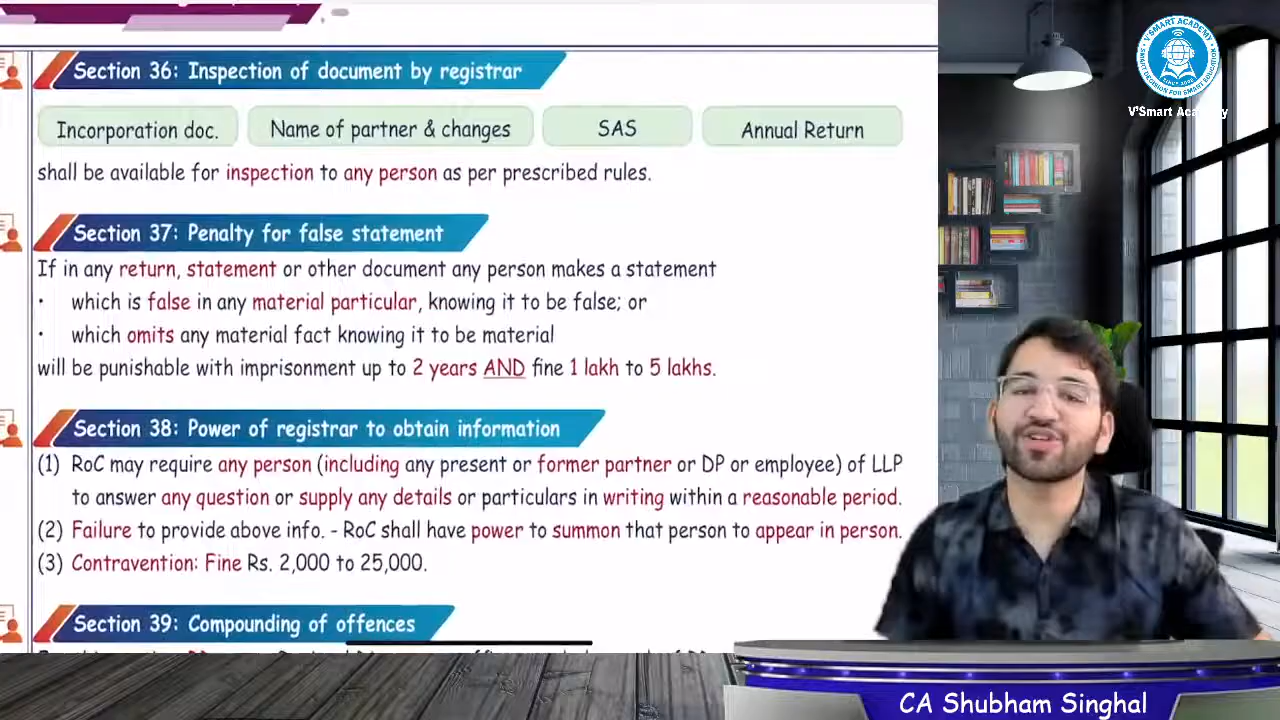 Section 36: Inspection of document by registrar
Incorporation doc.
Name of partner & changes
SAS
Annual Return
shall be available for inspection to any person as per prescribed rules.
Section 37: Penalty for false statement
If in any return, statement or other document any person makes a statement
• which is false in any material particular, knowing it to be false; or
• which omits any material fact knowing it to be material
will be punishable with imprisonment up to 2 years AND fine 1 lakh to 5 lakhs.
Section 38: Power of registrar to obtain information
(1) RoC may require any person (including any present or former partner or DP or employee) of LLP
to answer any question or supply any details or particulars in writing within a reasonable period.
(2) Failure to provide above info. - RoC shall have power to summon that person to appear in person.
(3) Contravention: Fine Rs. 2,000 to 25,000.
Section 39: Compounding of offences
V'SMART ACADEMY
SMART DECISION FOR SMART EDUCATION
V'Smart Academy
CA Shubham Singhal